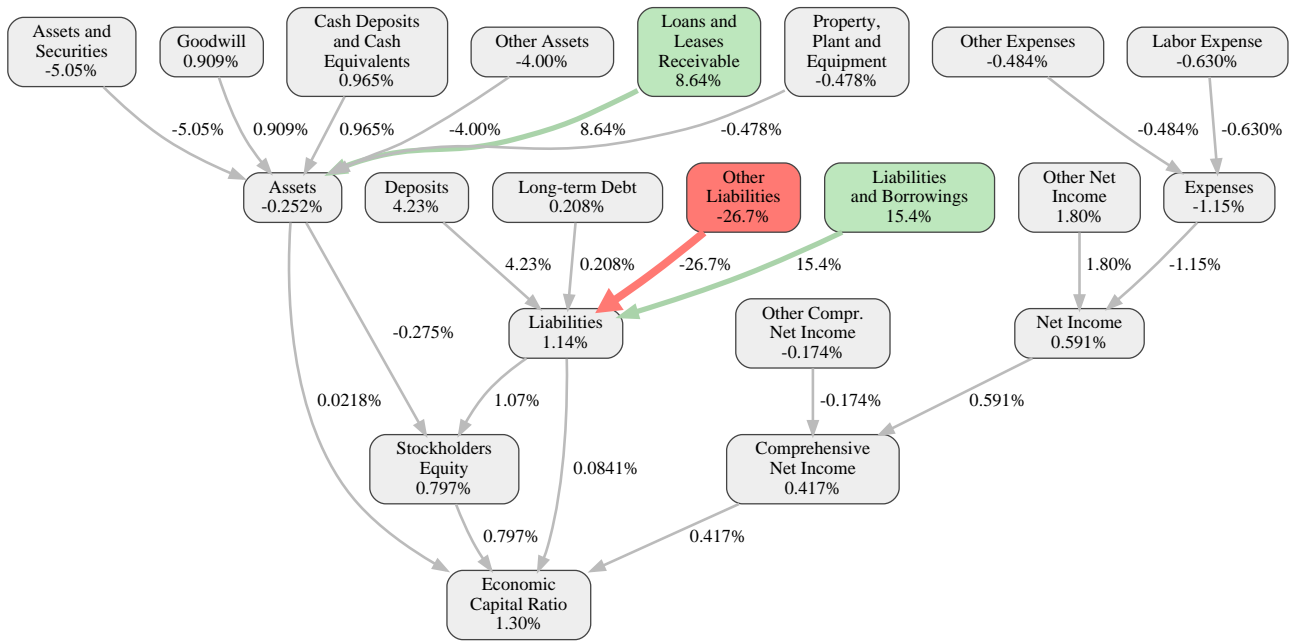 Assets and
Securities
-5.05%
Goodwill
0.909%
Cash Deposits
and Cash
Equivalents
0.965%
Other Assets
-4.00%
Loans and
Leases
Receivable
8.64%
Property,
Plant and
Equipment
-0.478%
Other Expenses
-0.484%
Labor Expense
-0.630%
-5.05%
0.909%
0.965%
-4.00%
8.64%
-0.478%
-0.484%
-0.630%
Assets
-0.252%
Deposits
4.23%
Long-term Debt
0.208%
Other
Liabilities
-26.7%
Liabilities
and Borrowings
15.4%
Other Net
Income
1.80%
Expenses
-1.15%
4.23%
0.208%
-26.7%
15.4%
1.80%
-1.15%
-0.275%
Liabilities
1.14%
Other Compr.
Net Income
-0.174%
Net Income
0.591%
0.0218%
1.07%
-0.174%
0.591%
Stockholders
Equity
0.797%
0.0841%
Comprehensive
Net Income
0.417%
0.797%
0.417%
Economic
Capital Ratio
1.30%